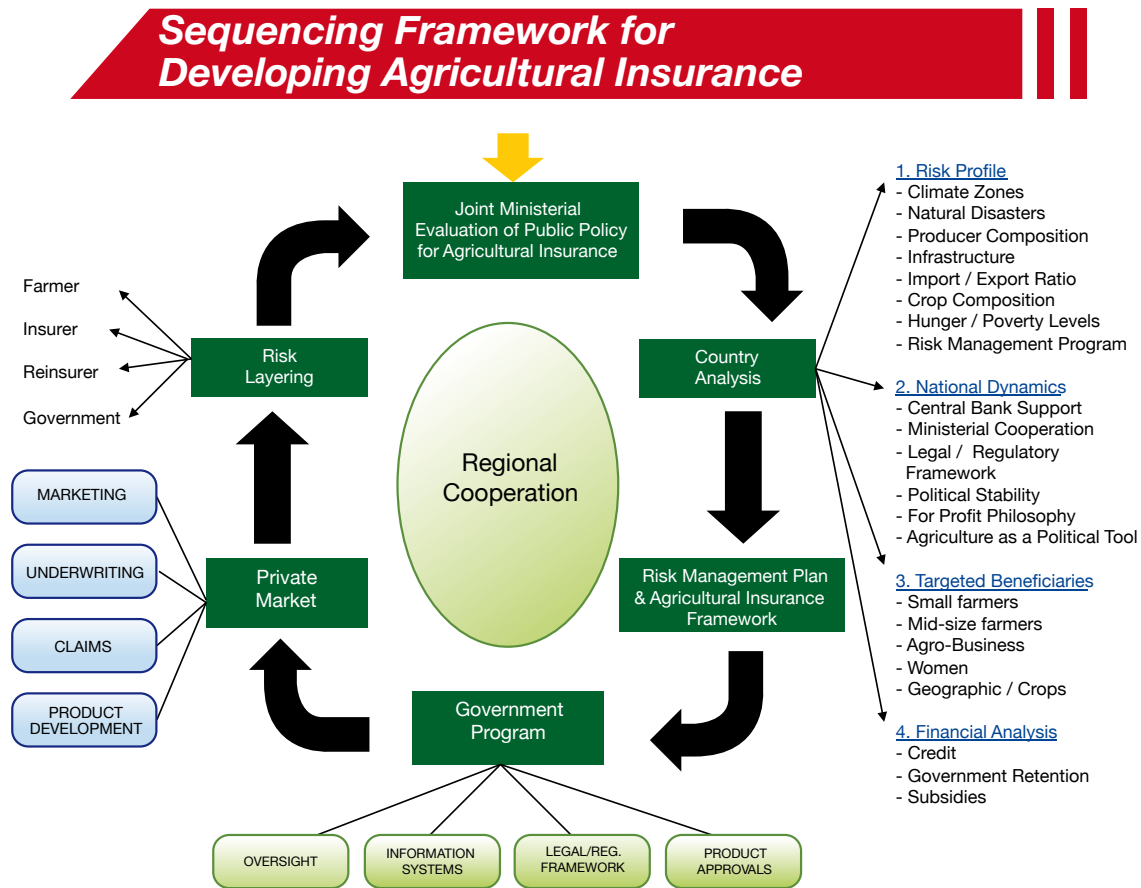 Sequencing Framework for
Developing Agricultural Insurance
Joint Ministerial
Evaluation of Public Policy
for Agricultural Insurance
Country
Analysis
1. Risk Profile
- Climate Zones
- Natural Disasters
- Producer Composition
- Infrastructure
- Import / Export Ratio
- Crop Composition
- Hunger / Poverty Levels
- Risk Management Program
2. National Dynamics
- Central Bank Support
- Ministerial Cooperation
- Legal / Regulatory
Framework
- Political Stability
- For Profit Philosophy
- Agriculture as a Political Tool
3. Targeted Beneficiaries
- Small farmers
- Mid-size farmers
- Agro-Business
- Women
- Geographic / Crops
4. Financial Analysis
- Credit
- Government Retention
- Subsidies
Risk Management Plan
& Agricultural Insurance
Framework
Government
Program
OVERSIGHT
INFORMATION
SYSTEMS
LEGAL/REG.
FRAMEWORK
PRODUCT
APPROVALS
Private
Market
MARKETING
UNDERWRITING
CLAIMS
PRODUCT
DEVELOPMENT
Risk
Layering
Farmer
Insurer
Reinsurer
Government
Regional
Cooperation